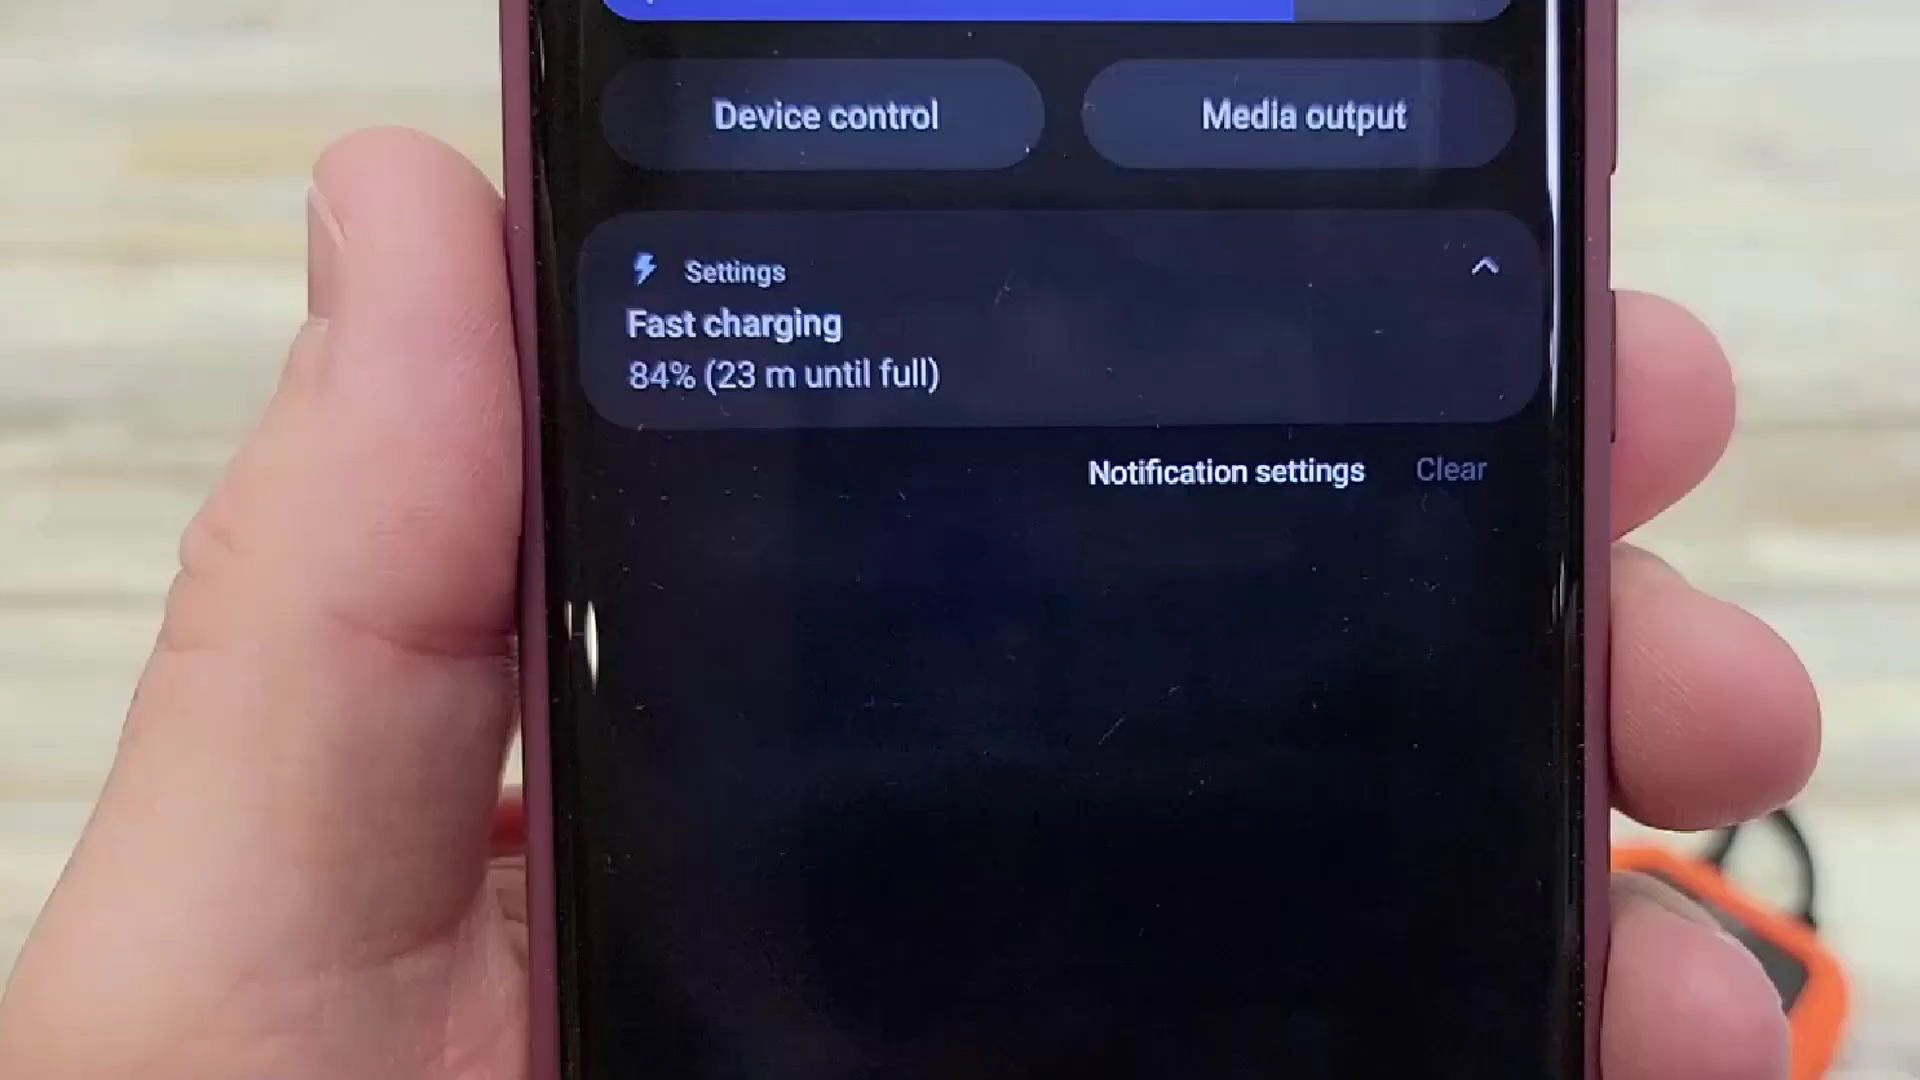 Device control
Media output
Settings
Fast charging
84% (23 m until full)
Notification settings
Clear